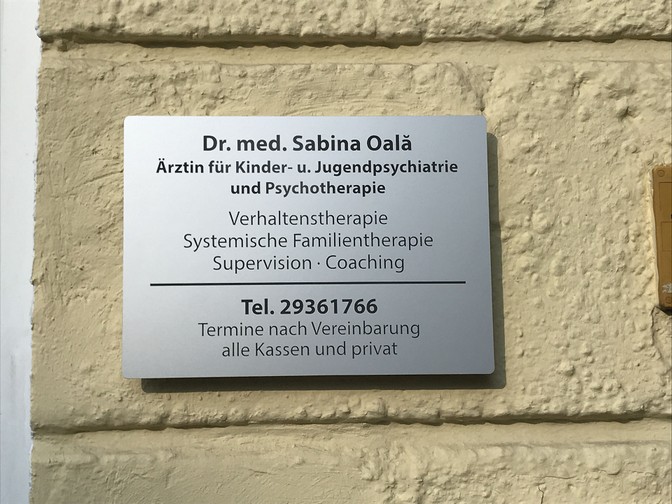 Dr. med. Sabina Oală
Ärztin für Kinder- u. Jugendpsychiatrie
und Psychotherapie
Verhaltenstherapie
Systemische Familientherapie
Supervision · Coaching
Tel. 29361766
Termine nach Vereinbarung
alle Kassen und privat